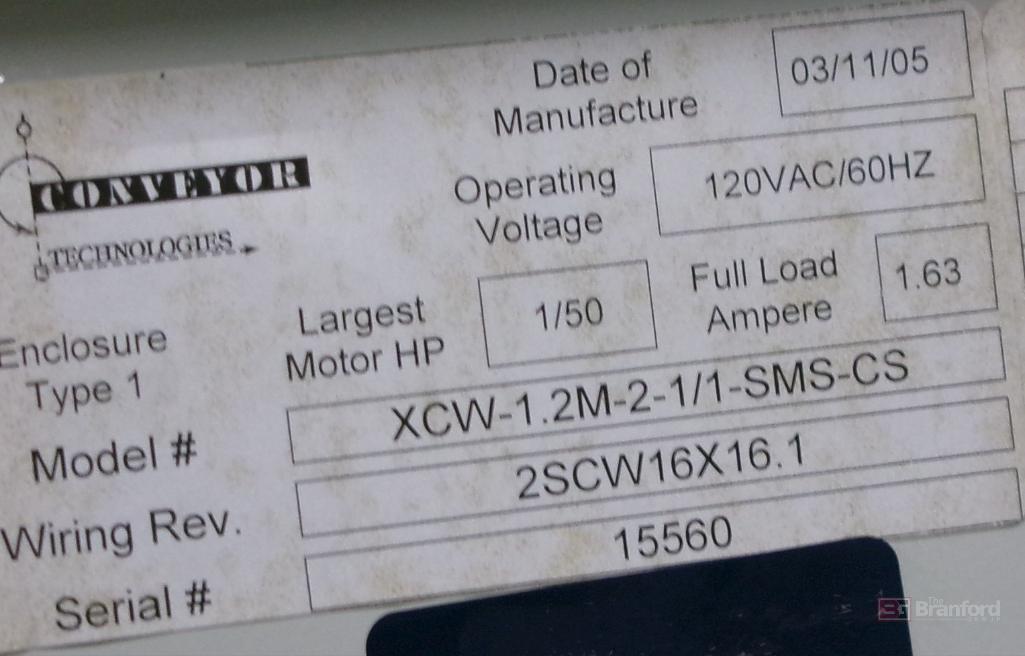 Date of
Manufacture
03/11/05
CONVEYOR
TECHNOLOGIES
Operating
Voltage
120VAC/60HZ
Enclosure
Type 1
Largest
Motor HP
1/50
Full Load
Ampere
1.63
Model #
XCW-1.2M-2-1/1-SMS-CS
Wiring Rev.
2SCW16X16.1
Serial #
15560
The
Branford